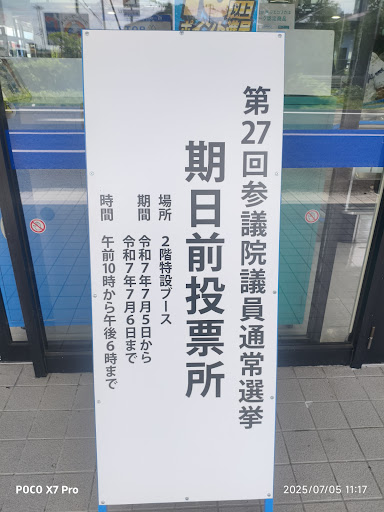 第27回参議院議員通常選挙
期日前投票所
場所　2階特設ブース
期間　令和7年7月5日から
令和7年7月6日まで
時間　午前10時から午後6時まで
POCO X7 Pro
2025/07/05 11:17